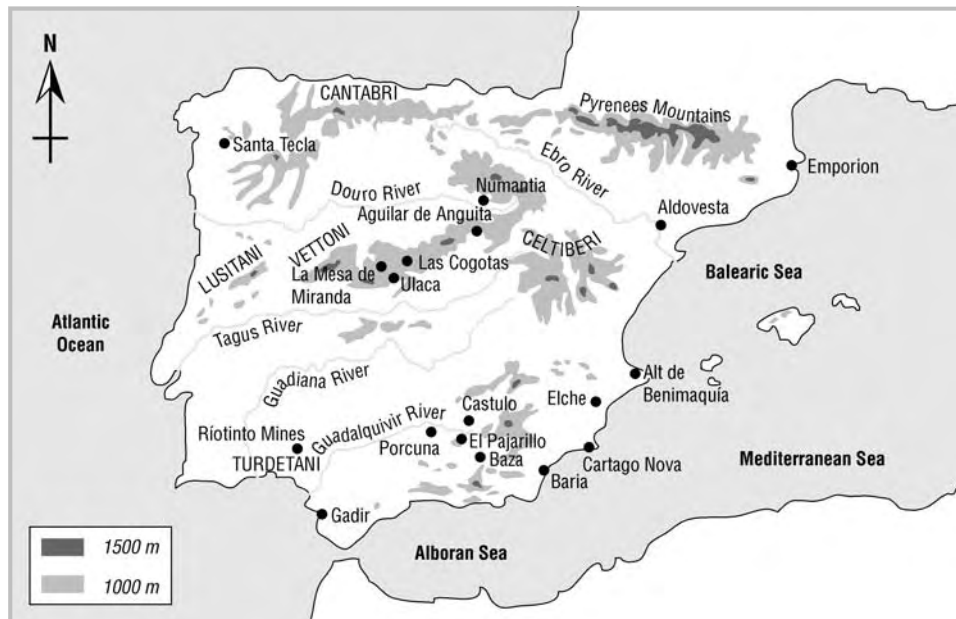 N
CANTABRI
Pyrenees Mountains
Santa Tecla
Ebro River
Emporion
Douro River
Numantia
Aguilar de Anguita
Aldovesta
LUSITANI
VETTONI
CELTIBERI
La Mesa de
Miranda
Las Cogotas
Ulaca
Balearic Sea
Atlantic
Ocean
Tagus River
Guadiana River
Alt de
Benimaquía
Elche
Castulo
Guadalquivir River
Ríotinto Mines
Porcuna
El Pajarillo
TURDETANI
Baza
Cartago Nova
Mediterranean Sea
Baria
Gadir
Alboran Sea
1500 m
1000 m